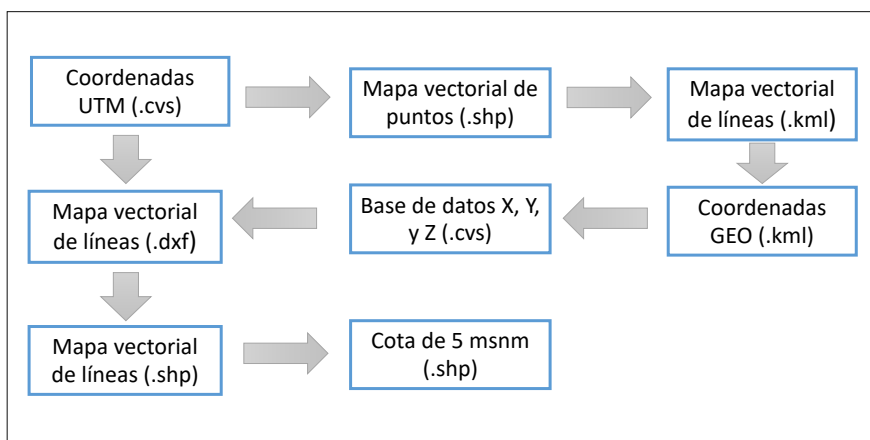 Coordenadas
UTM (.cvs)
Mapa vectorial de
puntos (.shp)
Mapa vectorial
de líneas (.kml)
Mapa vectorial
de líneas (.dxf)
Base de datos X, Y,
y Z (.cvs)
Coordenadas
GEO (.kml)
Mapa vectorial
de líneas (.shp)
Cota de 5 msnm
(.shp)